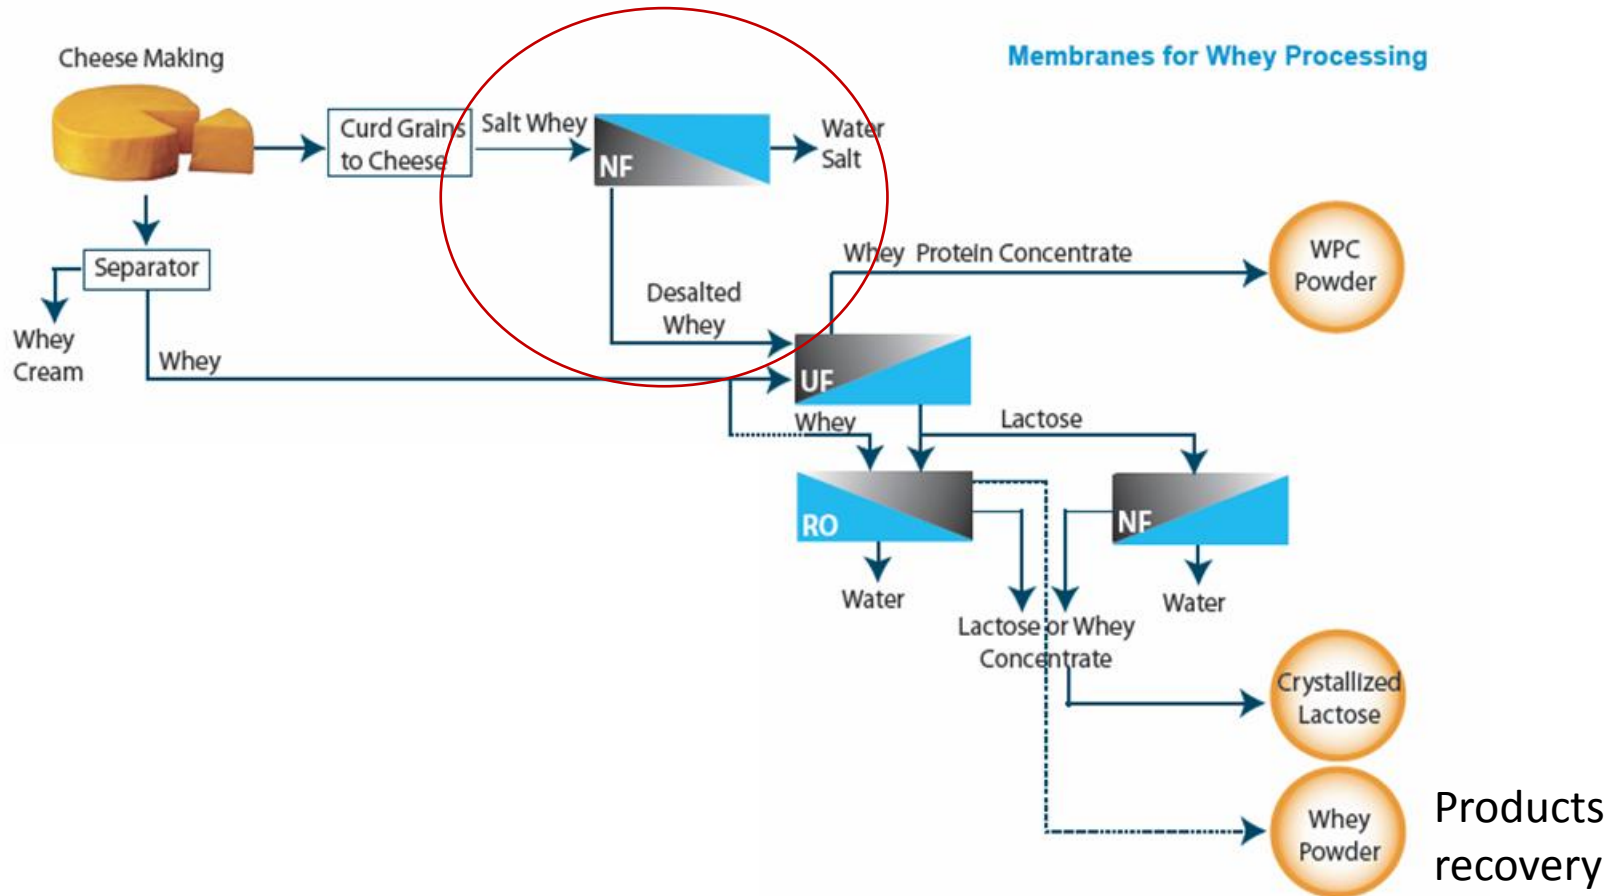 Membranes for Whey Processing
Cheese Making
Curd Grains
to Cheese
Salt Whey
NF
Water
Salt
Separator
Whey
Cream
Whey
Desalted
Whey
Whey Protein Concentrate
WPC
Powder
UF
Whey
Lactose
RO
NF
Water
Water
Lactose or Whey
Concentrate
Crystallized
Lactose
Whey
Powder
Products
recovery